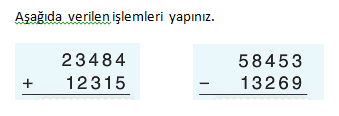 Aşağıda verilen işlemleri yapınız.
23484
+ 12315
58453
− 13269